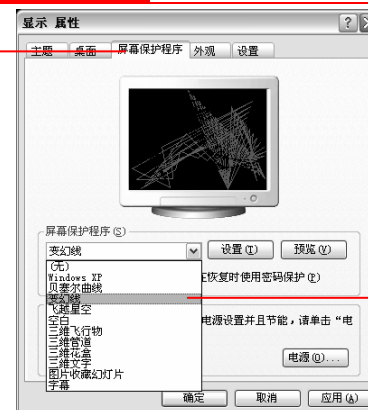 显示 属性
主题 桌面 屏幕保护程序 外观 设置
屏幕保护程序(S)
变幻线 设置(T) 预览(V)
(无)
Windows XP
贝塞尔曲线 在恢复时使用密码保护(P)
变幻线
飞越星空
空白 电源设置并且节能，请单击“电
三维飞行物
三维管道
三维花盒
三维文字 电源(O)...
图片收藏幻灯片
字幕
确定 取消 应用(A)